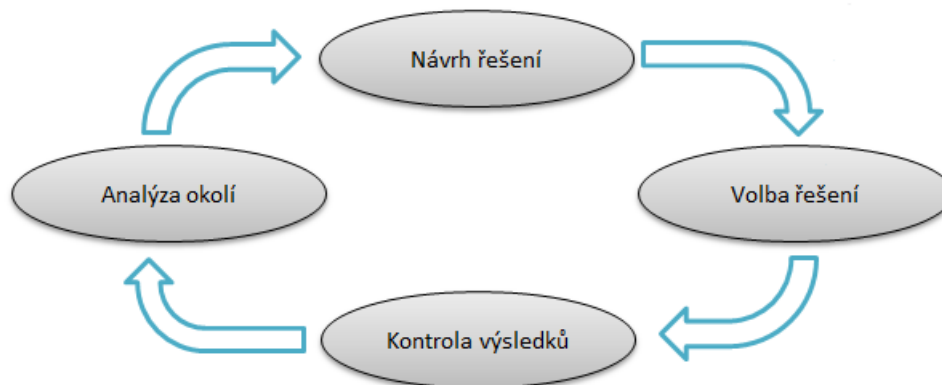 Návrh řešení
Analýza okolí
Volba řešení
Kontrola výsledků